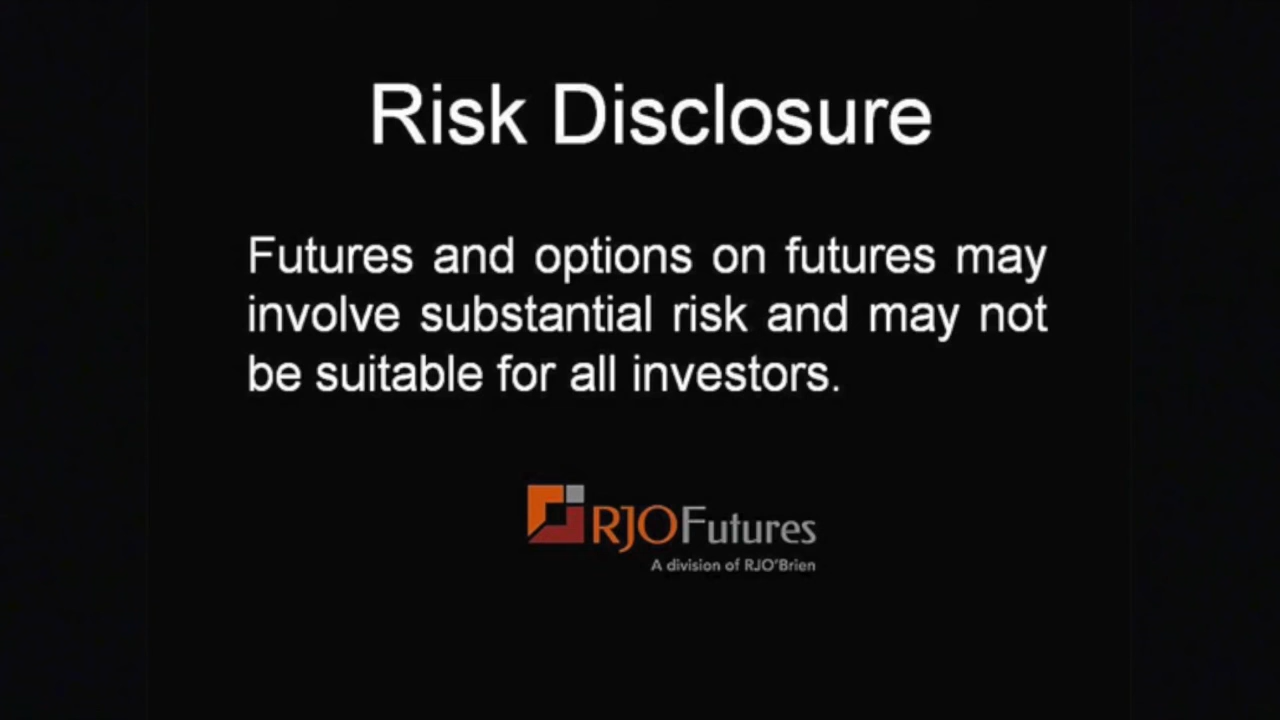 Risk Disclosure
Futures and options on futures may
involve substantial risk and may not
be suitable for all investors.
RJOFutures
A division of RJO'Brien